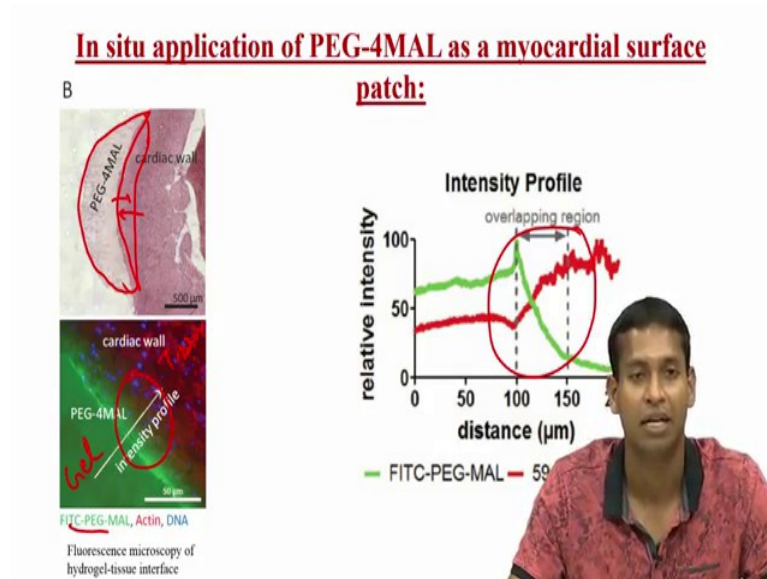 In situ application of PEG-4MAL as a myocardial surface
patch:
B
PEG-4MAL
cardiac wall
500 μm
cardiac wall
PEG-4MAL
intensity profile
Gel
50 μm
FITC-PEG-MAL, Actin, DNA
Fluorescence microscopy of
hydrogel-tissue interface
Intensity Profile
overlapping region
relative intensity
100
50
0
0 50 100 150
distance (μm)
FITC-PEG-MAL